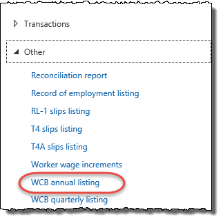 Transactions
Other
Reconciliation report
Record of employment listing
RL-1 slips listing
T4 slips listing
T4A slips listing
Worker wage increments
WCB annual listing
WCB quarterly listing